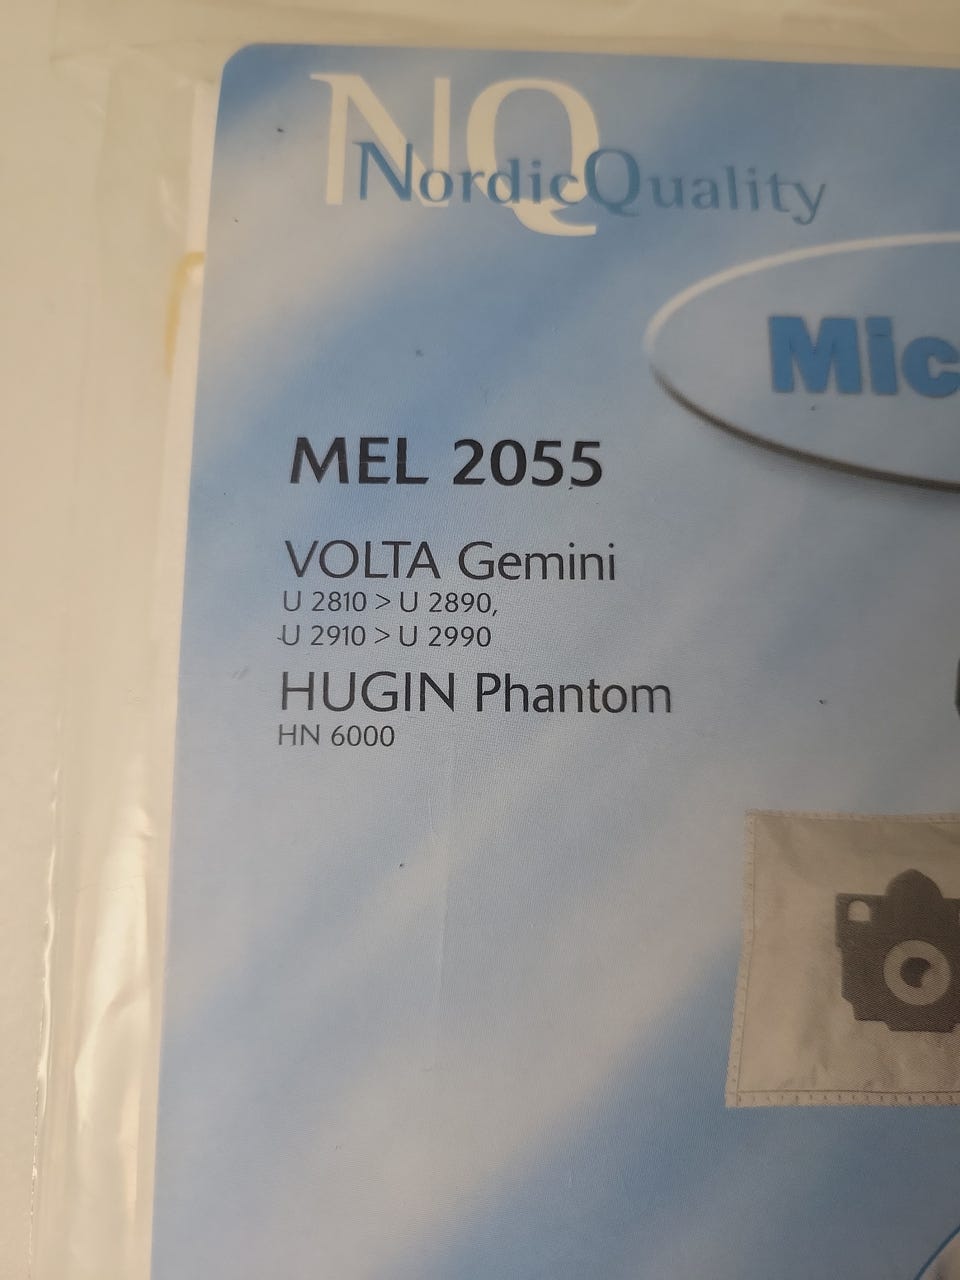 NQ
NordicQuality
Mic
MEL 2055
VOLTA Gemini
U 2810 > U 2890,
U 2910 > U 2990
HUGIN Phantom
HN 6000